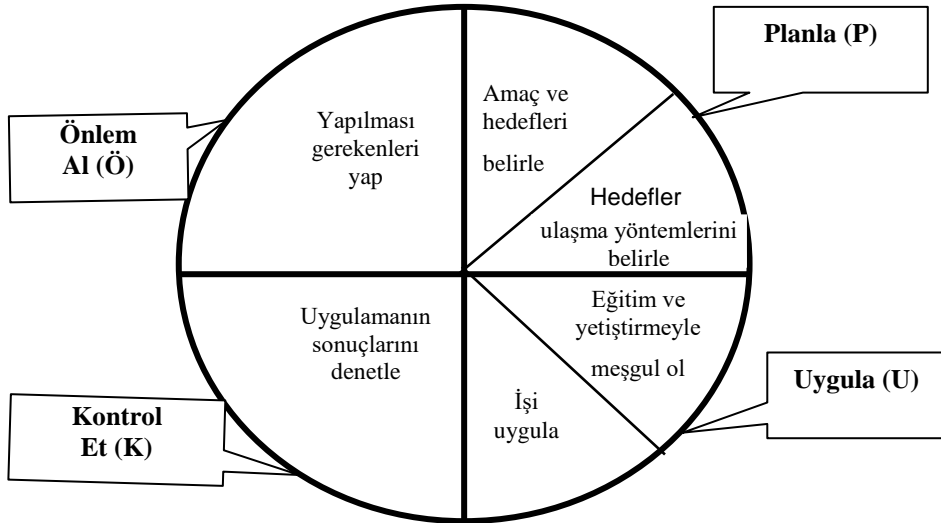 Planla (P)
Amaç ve
hedefleri
belirle
Yapılması
gerekenleri
yap
Önlem
Al (Ö)
Hedefler
ulaşma yöntemlerini
belirle
Eğitim ve
yetiştirmeyle
meşgul ol
Uygulamanın
sonuçlarını
denetle
Uygula (U)
İşi
uygula
Kontrol
Et (K)